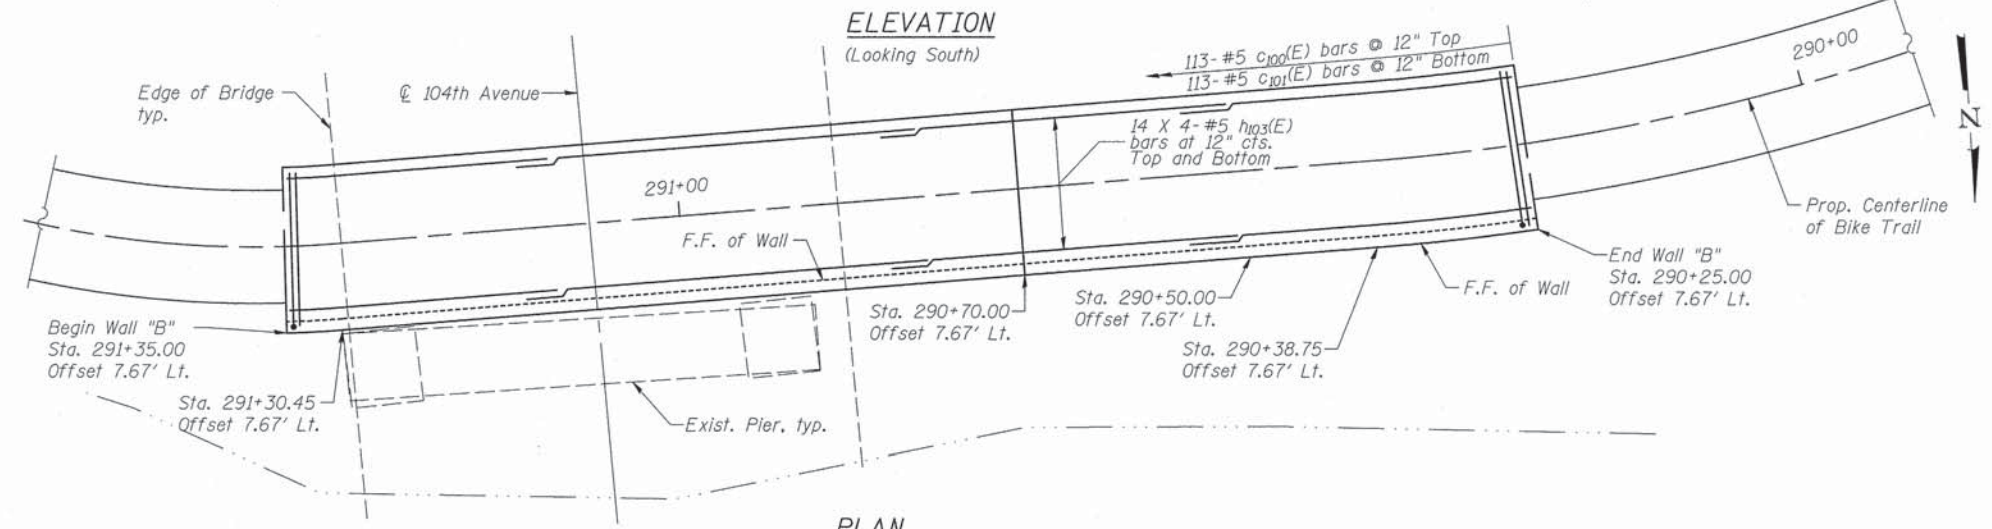 ELEVATION
(Looking South)
113-#5 c100(E) bars @ 12" Top
113-#5 c101(E) bars @ 12" Bottom
290+00
Edge of Bridge
typ.
℄ 104th Avenue
14 X 4-#5 h103(E)
bars at 12" cts.
Top and Bottom
N
291+00
Prop. Centerline
of Bike Trail
F.F. of Wall
End Wall "B"
Sta. 290+25.00
Offset 7.67' Lt.
F.F. of Wall
Sta. 290+70.00
Offset 7.67' Lt.
Sta. 290+50.00
Offset 7.67' Lt.
Sta. 290+38.75
Offset 7.67' Lt.
Begin Wall "B"
Sta. 291+35.00
Offset 7.67' Lt.
Sta. 291+30.45
Offset 7.67' Lt.
Exist. Pier, typ.
PLAN